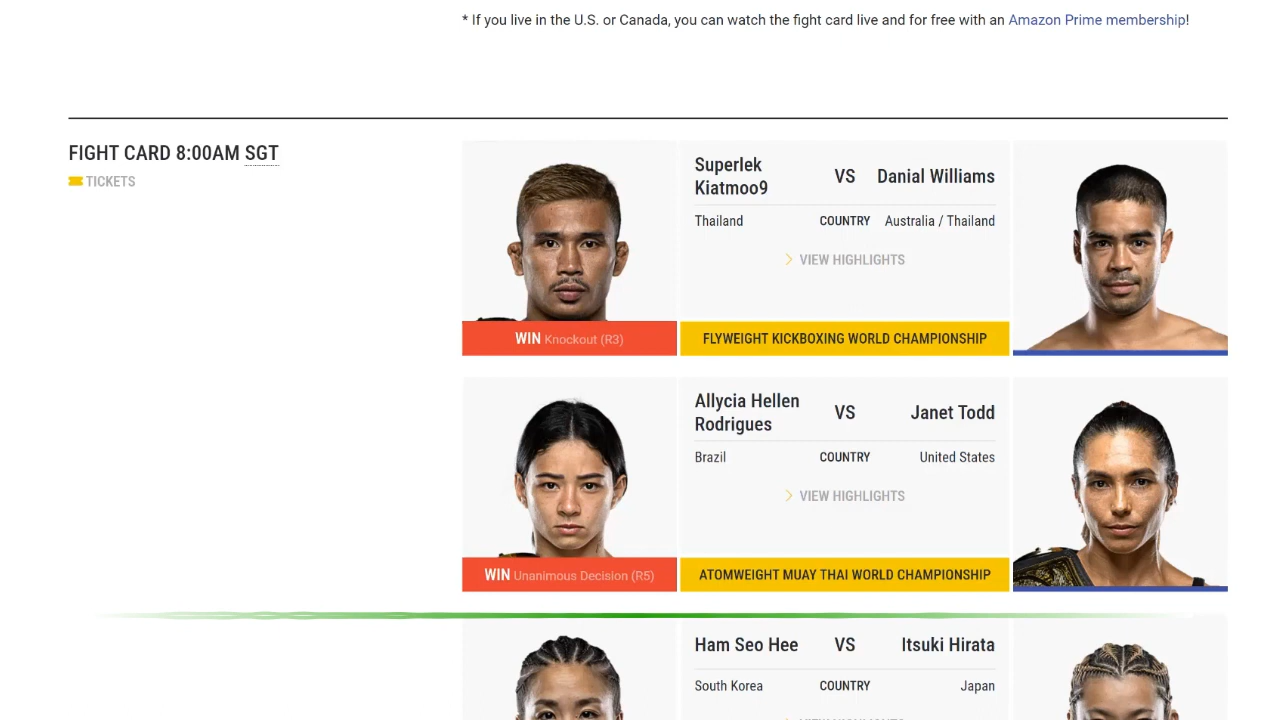 * If you live in the U.S. or Canada, you can watch the fight card live and for free with an Amazon Prime membership!
FIGHT CARD 8:00AM SGT
TICKETS
Superlek
Kiatmoo9
VS
Danial Williams
Thailand
COUNTRY
Australia / Thailand
VIEW HIGHLIGHTS
WIN Knockout (R3)
FLYWEIGHT KICKBOXING WORLD CHAMPIONSHIP
Allycia Hellen
Rodrigues
VS
Janet Todd
Brazil
COUNTRY
United States
VIEW HIGHLIGHTS
WIN Unanimous Decision (R5)
ATOMWEIGHT MUAY THAI WORLD CHAMPIONSHIP
Ham Seo Hee
VS
Itsuki Hirata
South Korea
COUNTRY
Japan